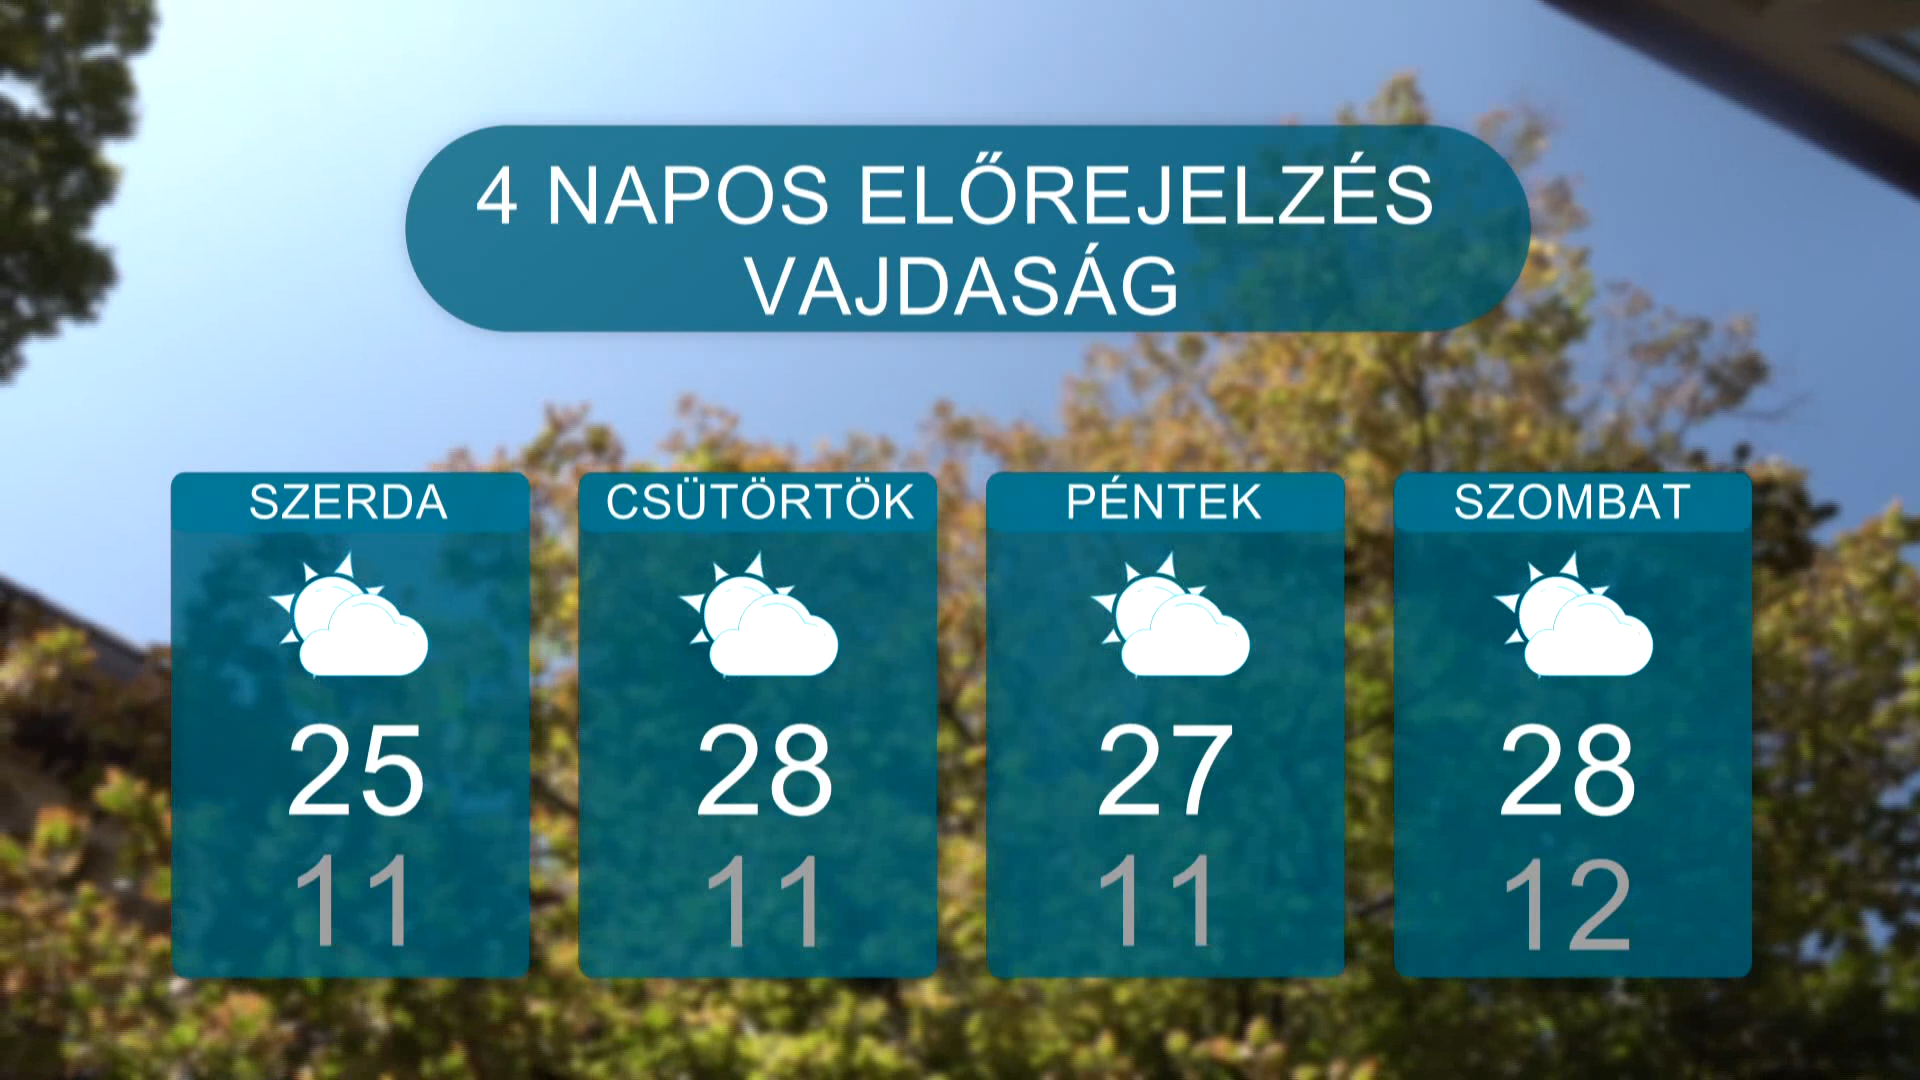 4 NAPOS ELŐREJELZÉS
VAJDASÁG
SZERDA
25
11
CSÜTÖRTÖK
28
11
PÉNTEK
27
11
SZOMBAT
28
12